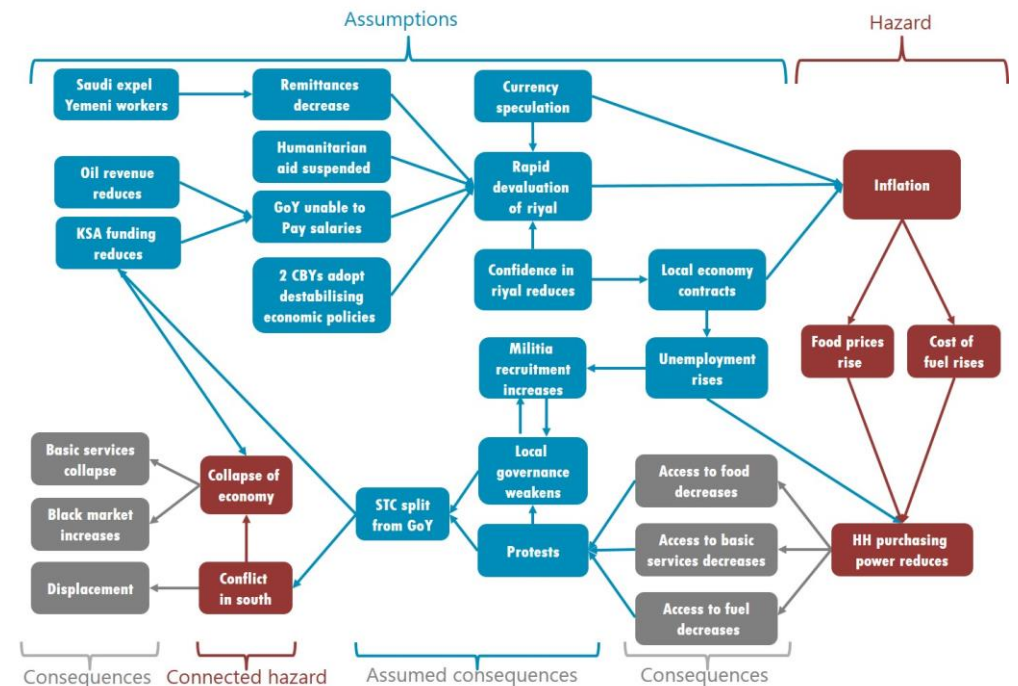 Assumptions
Hazard
Saudi expel
Yemeni workers
Remittances
decrease
Currency
speculation
Humanitarian
aid suspended
Oil revenue
reduces
Rapid
devaluation
of riyal
Inflation
GoY unable to
Pay salaries
KSA funding
reduces
2 CBYs adopt
destabilising
economic policies
Confidence in
riyal reduces
Local economy
contracts
Food prices
rise
Cost of
fuel rises
Militia
recruitment
increases
Unemployment
rises
Basic services
collapse
Collapse of
economy
Local
governance
weakens
Access to food
decreases
Black market
increases
STC split
from GoY
Protests
Access to basic
services decreases
HH purchasing
power reduces
Displacement
Conflict
in south
Access to fuel
decreases
Consequences
Connected hazard
Assumed consequences
Consequences